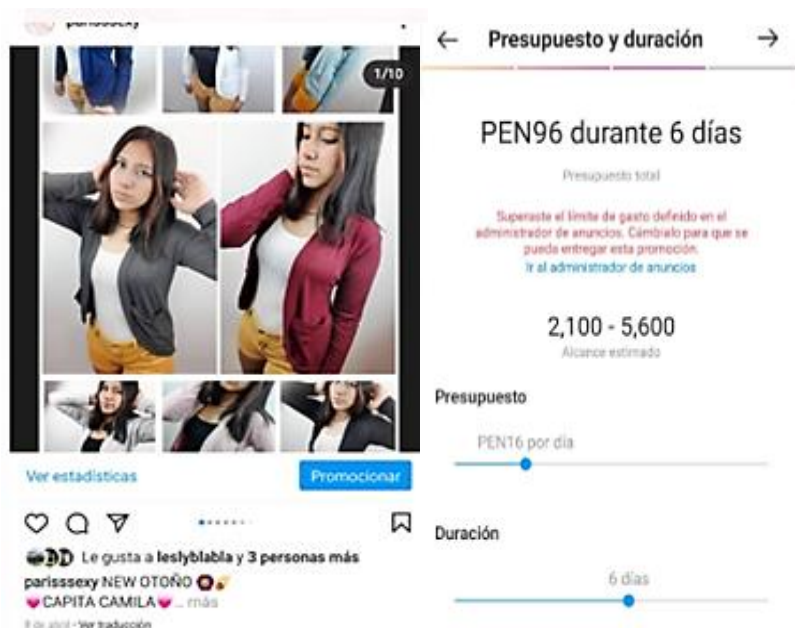 parisssexy
1/10
Ver estadísticas
Promocionar
Le gusta a leslyblabla y 3 personas más
parisssexy NEW OTOÑO
CAPITA CAMILA ... más
8 de abril · Ver traducción
Presupuesto y duración
PEN96 durante 6 días
Presupuesto total
Superaste el límite de gasto definido en el
administrador de anuncios. Cámbialo para que se
pueda entregar esta promoción.
Ir al administrador de anuncios
2,100 - 5,600
Alcance estimado
Presupuesto
PEN16 por día
Duración
6 días